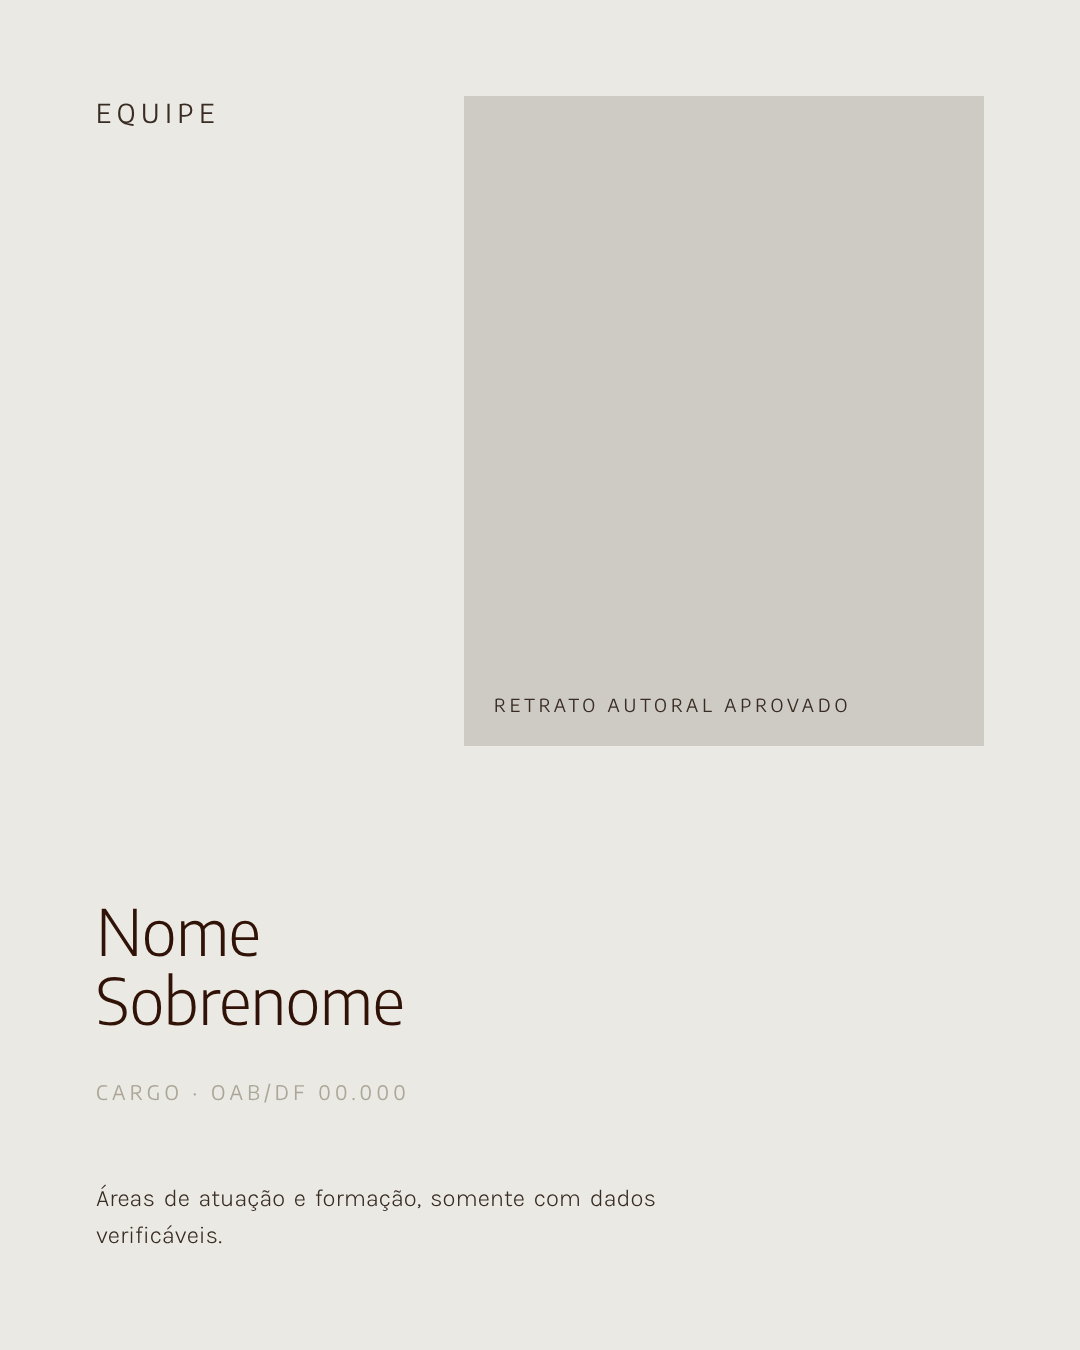 EQUIPE
RETRATO AUTORAL APROVADO
Nome
Sobrenome
CARGO · OAB/DF 00.000
Áreas de atuação e formação, somente com dados
verificáveis.